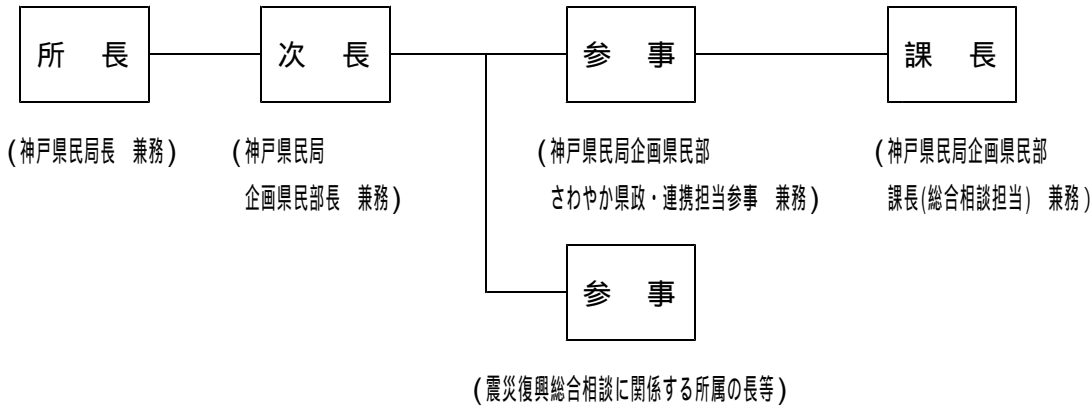 所　長
次　長
参　事
課　長
(神戸県民局長　兼務)
(神戸県民局
企画県民部長　兼務)
(神戸県民局企画県民部
さわやか県政・連携担当参事　兼務)
(神戸県民局企画県民部
課長(総合相談担当)　兼務)
参　事
(震災復興総合相談に関係する所属の長等)